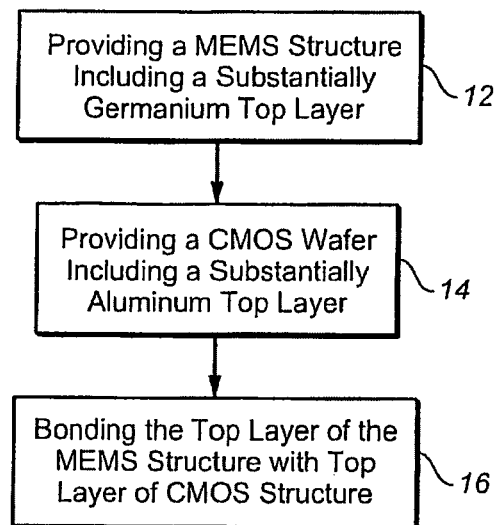 Providing a MEMS Structure
Including a Substantially
Germanium Top Layer
12
Providing a CMOS Wafer
Including a Substantially
Aluminum Top Layer
14
Bonding the Top Layer of the
MEMS Structure with Top
Layer of CMOS Structure
16